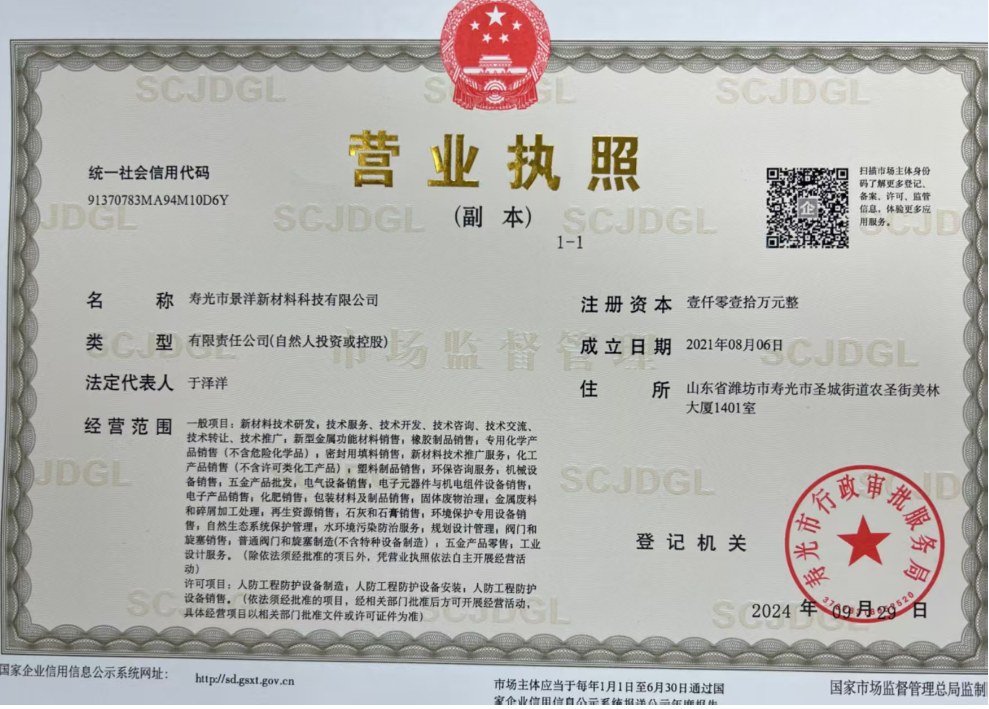 营业执照
(副 本)
1-1
统一社会信用代码
91370783MA94M10D6Y
扫描市场主体身份
码了解更多登记、
备案、许可、监管
信息，体验更多应
用服务。
名 称 寿光市景洋新材料科技有限公司
类 型 有限责任公司(自然人投资或控股)
法定代表人 于泽洋
经营范围 一般项目：新材料技术研发；技术服务、技术开发、技术咨询、技术交流、
技术转让、技术推广；新型金属功能材料销售；橡胶制品销售；专用化学产
品销售（不含危险化学品）；密封用填料销售；新材料技术推广服务；化工
产品销售（不含许可类化工产品）；塑料制品销售；环保咨询服务；机械设
备销售；五金产品批发；电气设备销售；电子元器件与机电组件设备销售；
电子产品销售；化肥销售；包装材料及制品销售；固体废物治理；金属废料
和碎屑加工处理；再生资源销售；石灰和石膏销售；环境保护专用设备销
售；自然生态系统保护管理；水环境污染防治服务；规划设计管理；阀门和
旋塞销售；普通阀门和旋塞制造(不含特种设备制造)；五金产品零售；工业
设计服务。（除依法须经批准的项目外，凭营业执照依法自主开展经营活
动）
许可项目：人防工程防护设备制造；人防工程防护设备安装；人防工程防护
设备销售。（依法须经批准的项目，经相关部门批准后方可开展经营活动，
具体经营项目以相关部门批准文件或许可证件为准）
注册资本 壹仟零壹拾万元整
成立日期 2021年08月06日
住 所 山东省潍坊市寿光市圣城街道农圣街美林
大厦1401室
登记机关
寿光市行政审批服务局
2024 年 09 月 29 日
国家企业信用信息公示系统网址：
http://sd.gsxt.gov.cn
市场主体应当于每年1月1日至6月30日通过国
家企业信用信息公示系统报送公示年度报告
国家市场监督管理总局监制
SCJDGL
市场监督管理